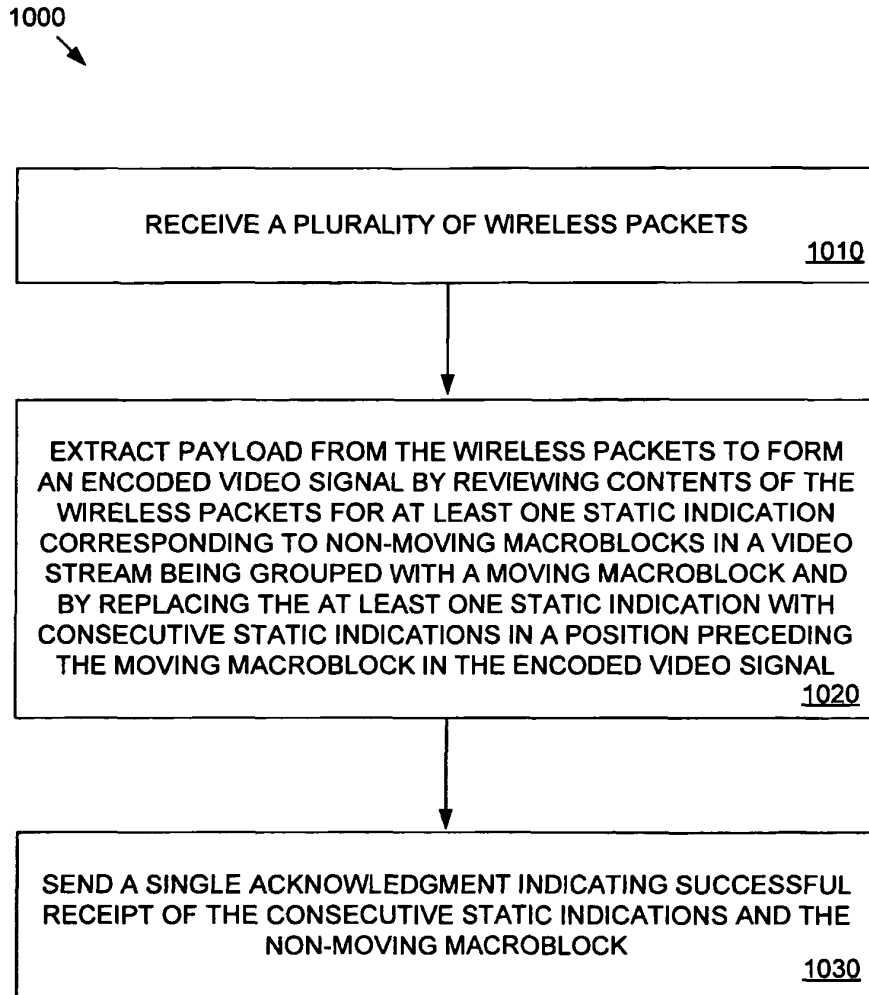 1000
RECEIVE A PLURALITY OF WIRELESS PACKETS
1010
EXTRACT PAYLOAD FROM THE WIRELESS PACKETS TO FORM
AN ENCODED VIDEO SIGNAL BY REVIEWING CONTENTS OF THE
WIRELESS PACKETS FOR AT LEAST ONE STATIC INDICATION
CORRESPONDING TO NON-MOVING MACROBLOCKS IN A VIDEO
STREAM BEING GROUPED WITH A MOVING MACROBLOCK AND
BY REPLACING THE AT LEAST ONE STATIC INDICATION WITH
CONSECUTIVE STATIC INDICATIONS IN A POSITION PRECEDING
THE MOVING MACROBLOCK IN THE ENCODED VIDEO SIGNAL
1020
SEND A SINGLE ACKNOWLEDGMENT INDICATING SUCCESSFUL
RECEIPT OF THE CONSECUTIVE STATIC INDICATIONS AND THE
NON-MOVING MACROBLOCK
1030